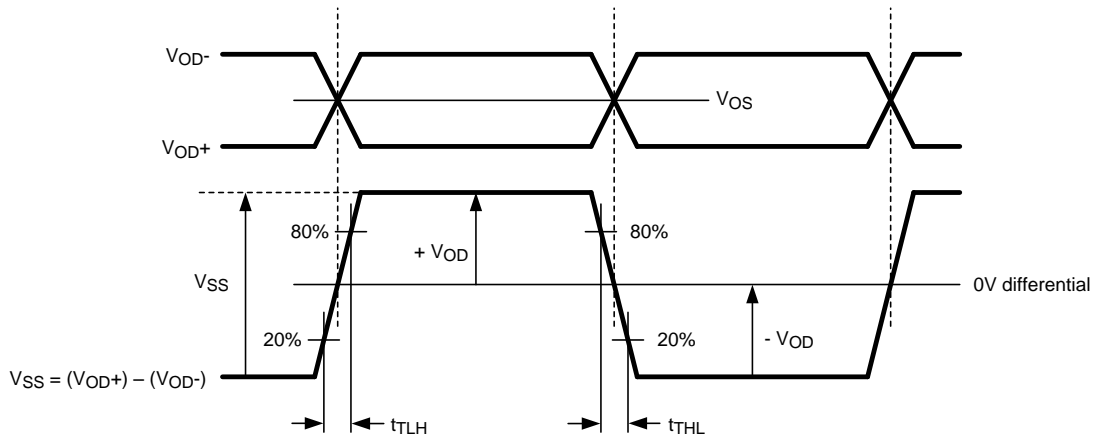 VOD-
VOS
VOD+
80%
80%
+ VOD
VSS
0V differential
20%
20%
- VOD
VSS = (VOD+) – (VOD-)
tTLH
tTHL